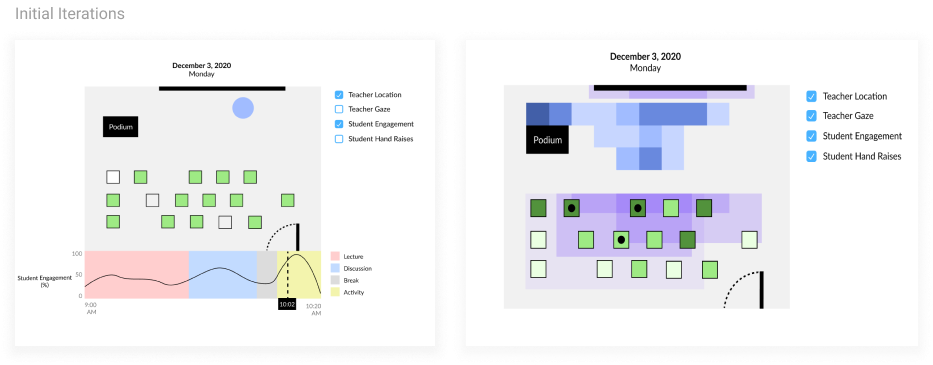 Initial Iterations
December 3, 2020
Monday
Teacher Location
Teacher Gaze
Student Engagement
Student Hand Raises
Podium
100
50
0
Student Engagement
(%)
9:00
AM
10:02
10:20
AM
Lecture
Discussion
Break
Activity
December 3, 2020
Monday
Teacher Location
Teacher Gaze
Student Engagement
Student Hand Raises
Podium